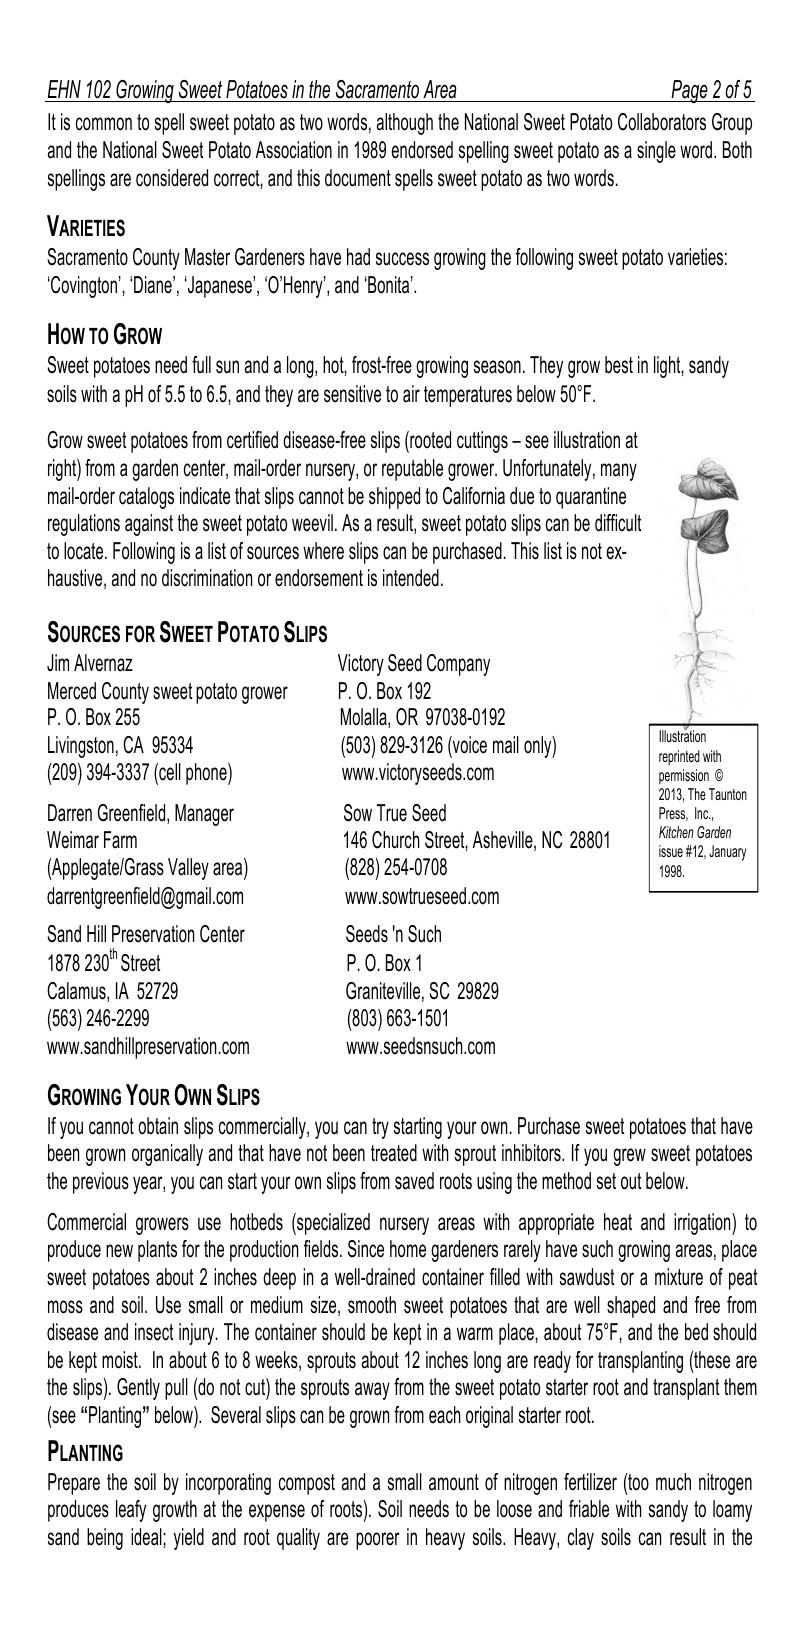 EHN 102 Growing Sweet Potatoes in the Sacramento Area Page 2 of 5
It is common to spell sweet potato as two words, although the National Sweet Potato Collaborators Group
and the National Sweet Potato Association in 1989 endorsed spelling sweet potato as a single word. Both
spellings are considered correct, and this document spells sweet potato as two words.
VARIETIES
Sacramento County Master Gardeners have had success growing the following sweet potato varieties:
‘Covington’, ‘Diane’, ‘Japanese’, ‘O’Henry’, and ‘Bonita’.
HOW TO GROW
Sweet potatoes need full sun and a long, hot, frost-free growing season. They grow best in light, sandy
soils with a pH of 5.5 to 6.5, and they are sensitive to air temperatures below 50°F.
Grow sweet potatoes from certified disease-free slips (rooted cuttings – see illustration at
right) from a garden center, mail-order nursery, or reputable grower. Unfortunately, many
mail-order catalogs indicate that slips cannot be shipped to California due to quarantine
regulations against the sweet potato weevil. As a result, sweet potato slips can be difficult
to locate. Following is a list of sources where slips can be purchased. This list is not ex-
haustive, and no discrimination or endorsement is intended.
SOURCES FOR SWEET POTATO SLIPS
Jim Alvernaz
Merced County sweet potato grower
P. O. Box 255
Livingston, CA 95334
(209) 394-3337 (cell phone)
Victory Seed Company
P. O. Box 192
Molalla, OR 97038-0192
(503) 829-3126 (voice mail only)
www.victoryseeds.com
Darren Greenfield, Manager
Weimar Farm
(Applegate/Grass Valley area)
darrentgreenfield@gmail.com
Sow True Seed
146 Church Street, Asheville, NC 28801
(828) 254-0708
www.sowtrueseed.com
Sand Hill Preservation Center
1878 230th Street
Calamus, IA 52729
(563) 246-2299
www.sandhillpreservation.com
Seeds 'n Such
P. O. Box 1
Graniteville, SC 29829
(803) 663-1501
www.seedsnsuch.com
Illustration
reprinted with
permission ©
2013, The Taunton
Press, Inc.,
Kitchen Garden
issue #12, January
1998.
GROWING YOUR OWN SLIPS
If you cannot obtain slips commercially, you can try starting your own. Purchase sweet potatoes that have
been grown organically and that have not been treated with sprout inhibitors. If you grew sweet potatoes
the previous year, you can start your own slips from saved roots using the method set out below.
Commercial growers use hotbeds (specialized nursery areas with appropriate heat and irrigation) to
produce new plants for the production fields. Since home gardeners rarely have such growing areas, place
sweet potatoes about 2 inches deep in a well-drained container filled with sawdust or a mixture of peat
moss and soil. Use small or medium size, smooth sweet potatoes that are well shaped and free from
disease and insect injury. The container should be kept in a warm place, about 75°F, and the bed should
be kept moist. In about 6 to 8 weeks, sprouts about 12 inches long are ready for transplanting (these are
the slips). Gently pull (do not cut) the sprouts away from the sweet potato starter root and transplant them
(see “Planting” below). Several slips can be grown from each original starter root.
PLANTING
Prepare the soil by incorporating compost and a small amount of nitrogen fertilizer (too much nitrogen
produces leafy growth at the expense of roots). Soil needs to be loose and friable with sandy to loamy
sand being ideal; yield and root quality are poorer in heavy soils. Heavy, clay soils can result in the